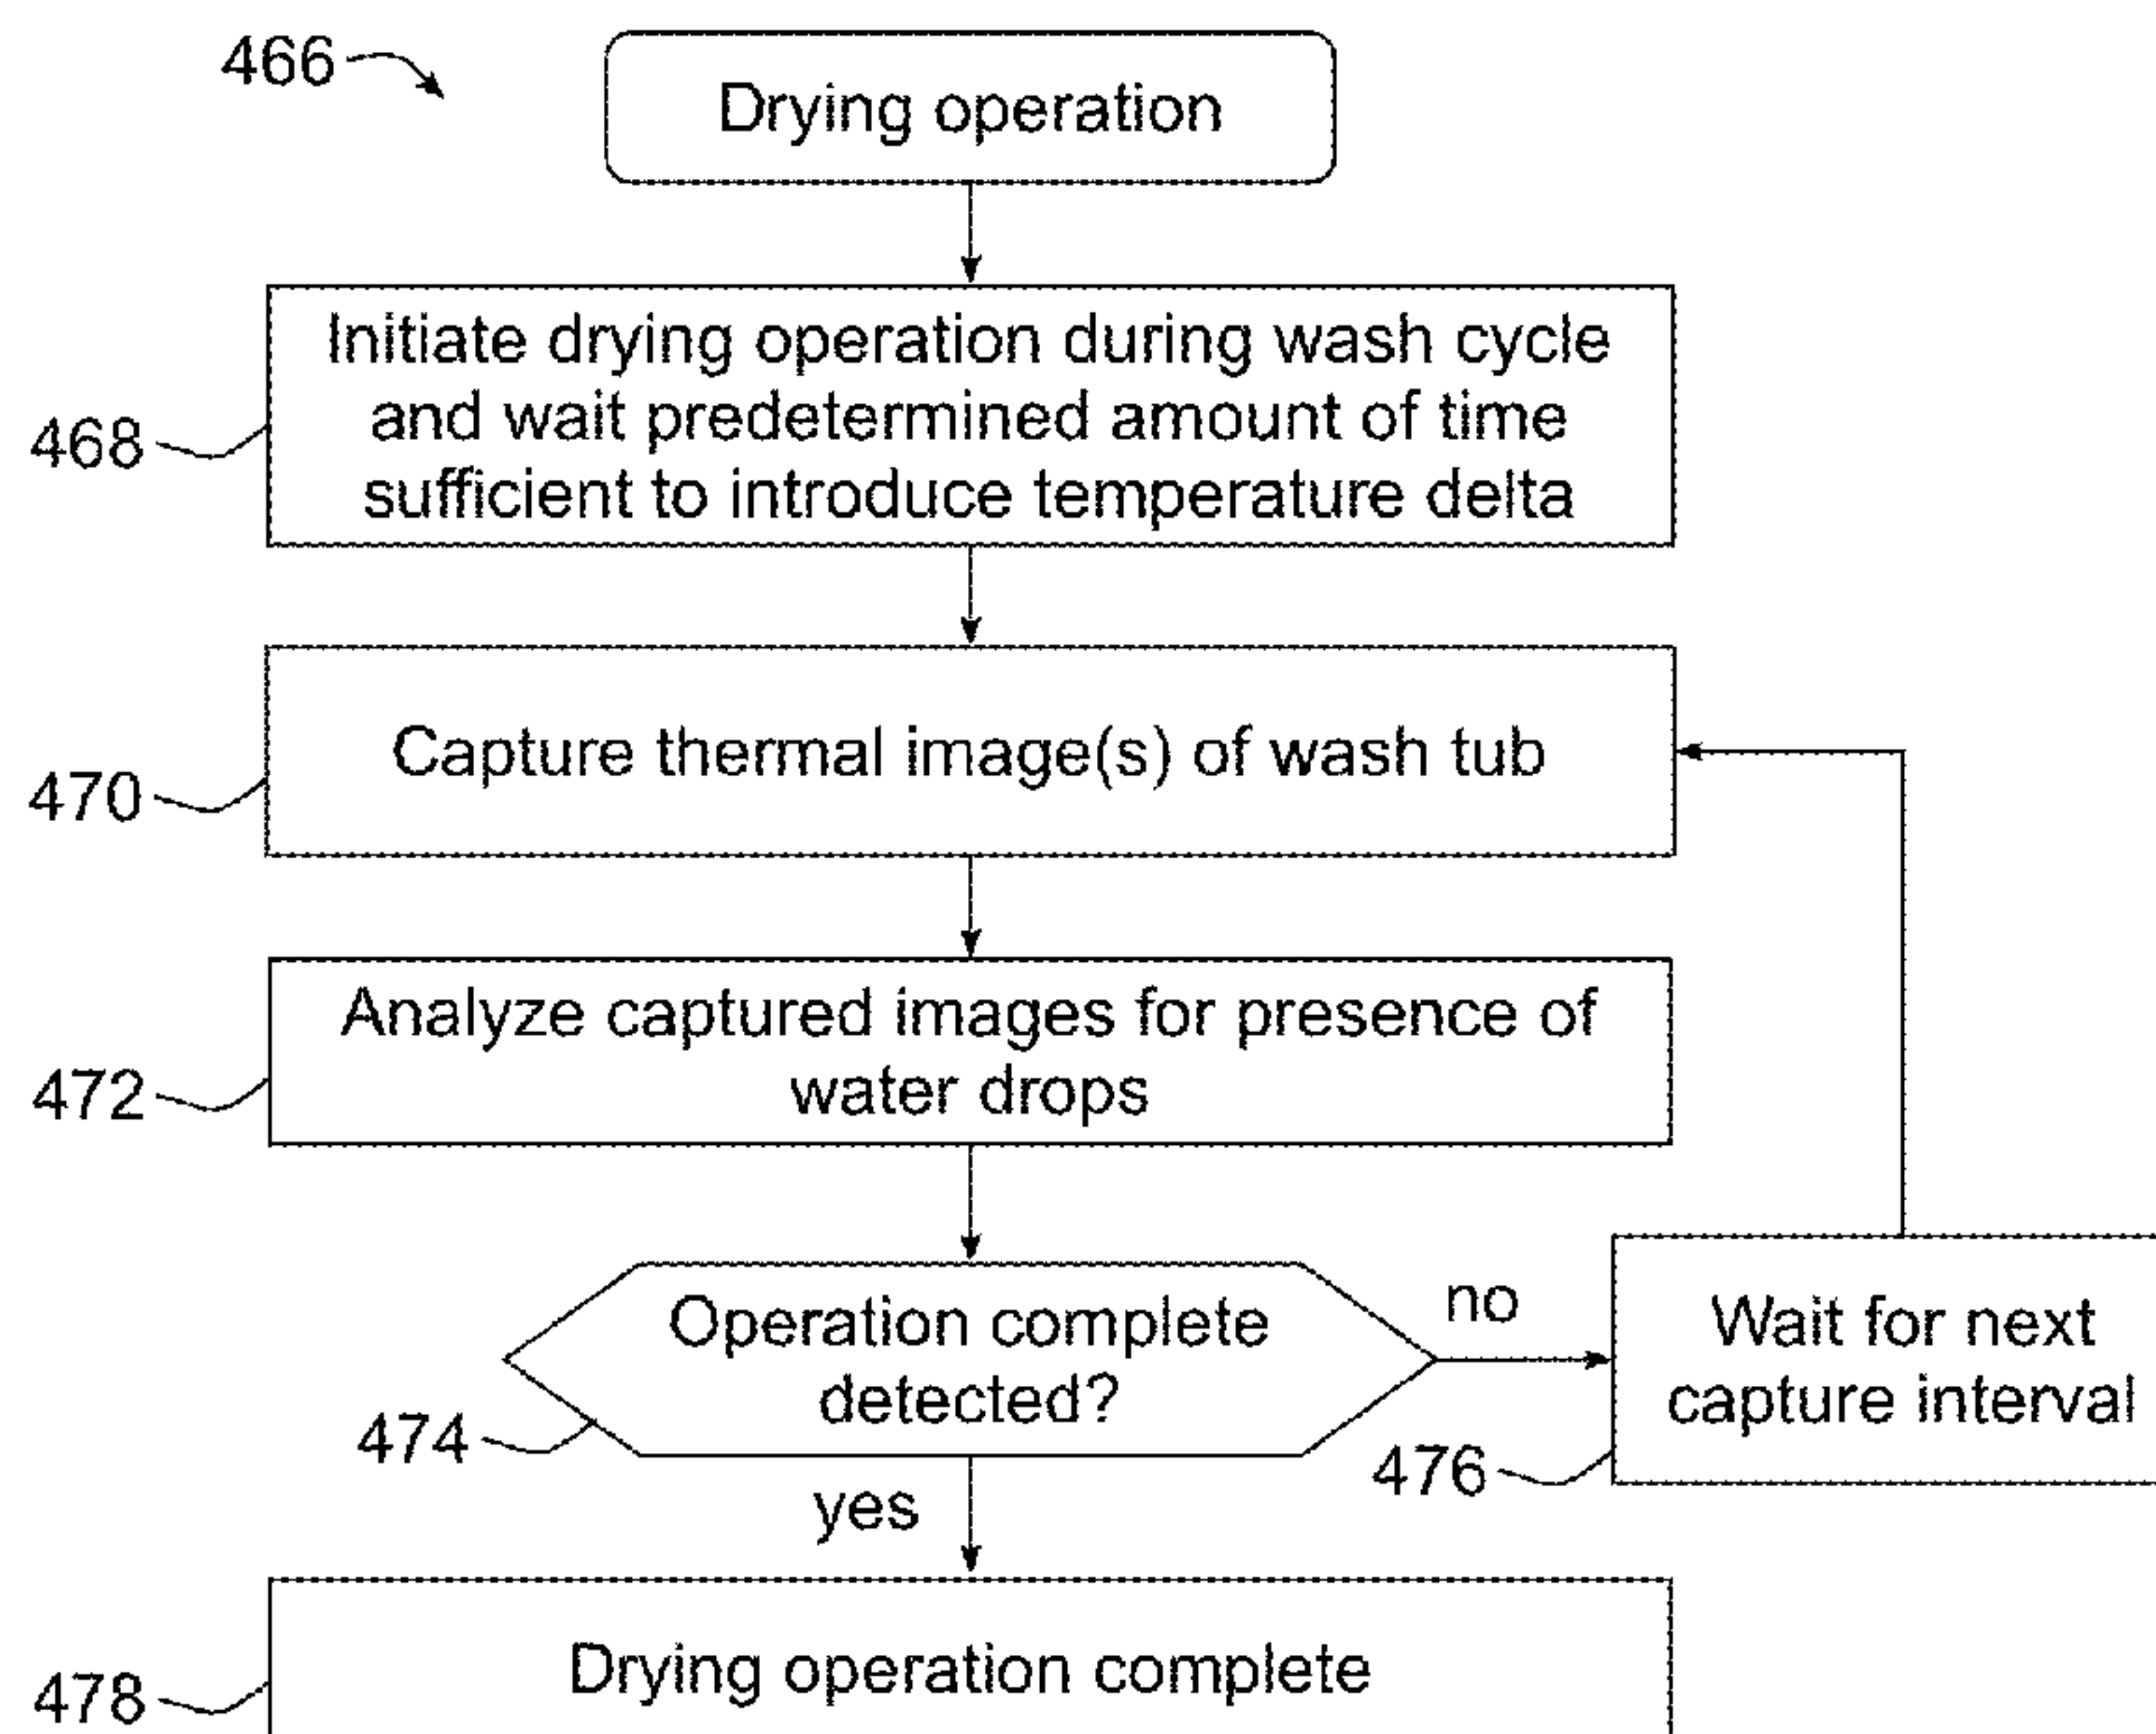 466
Drying operation
Initiate drying operation during wash cycle
and wait predetermined amount of time
sufficient to introduce temperature delta
468
Capture thermal image(s) of wash tub
470
Analyze captured images for presence of
water drops
472
Operation complete
detected?
474
no
Wait for next
capture interval
476
yes
Drying operation complete
478